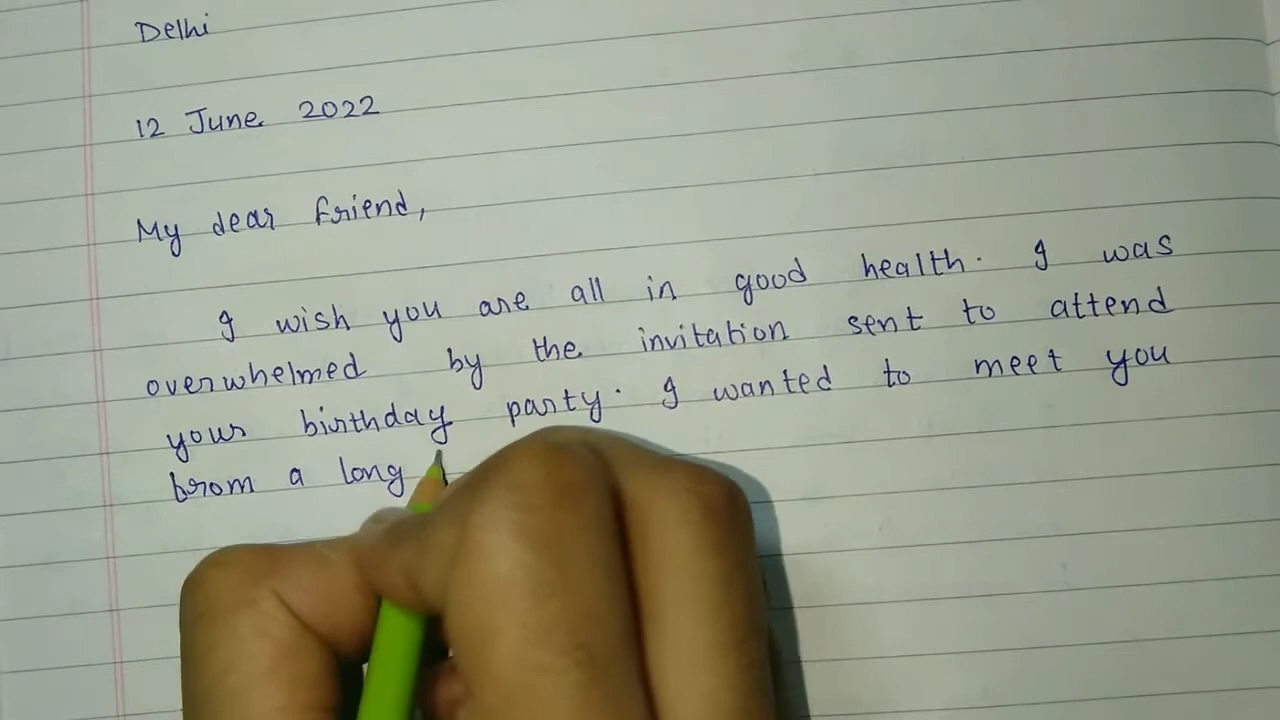 Delhi
12 June 2022
My dear friend,
I wish you are all in good health. I was
overwhelmed by the invitation sent to attend
your birthday party. I wanted to meet you
from a long